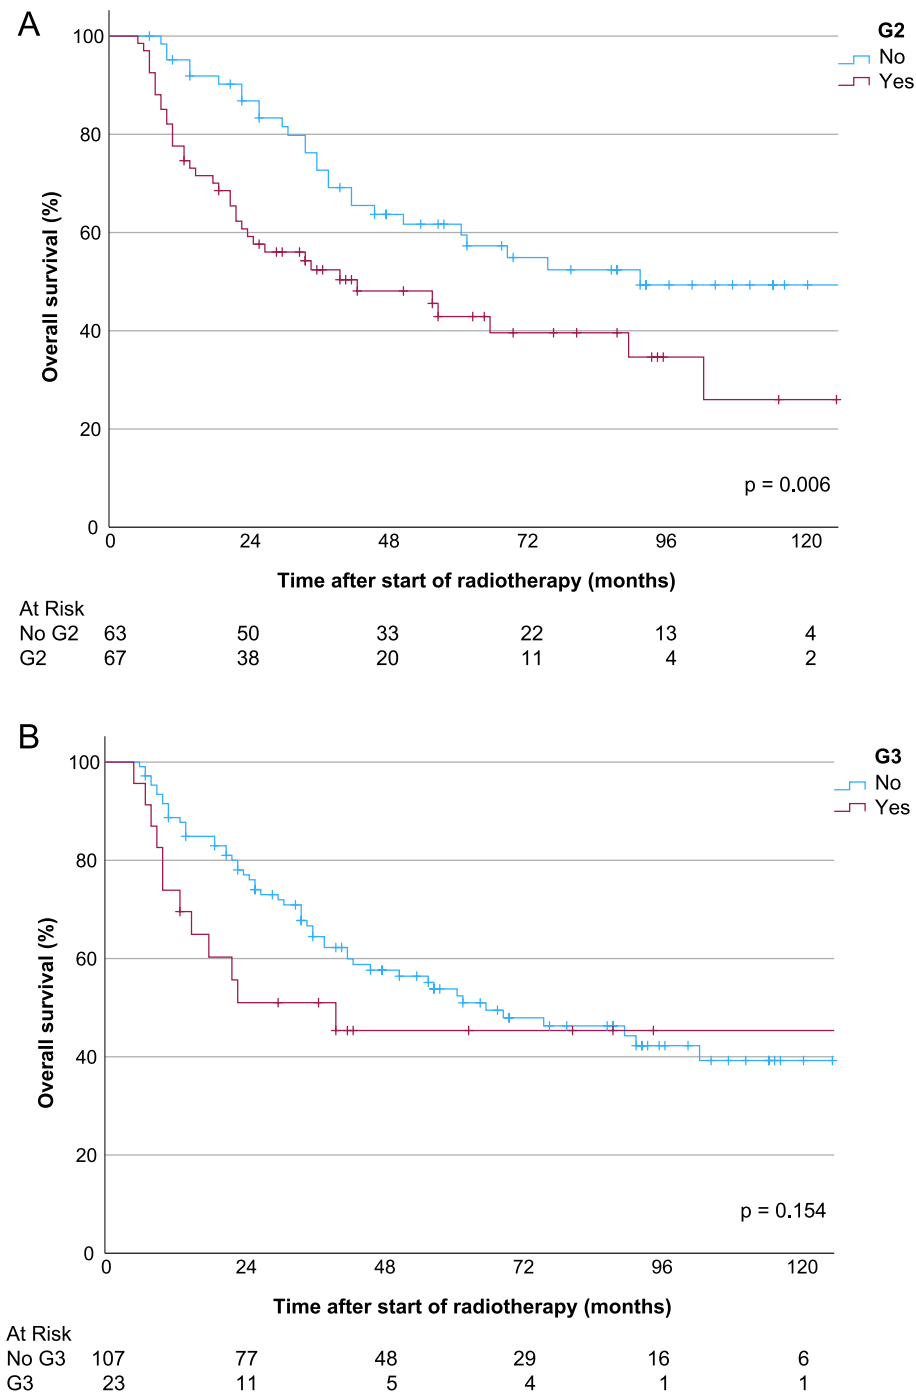 A
G2
No
Yes
100
80
60
40
20
0
Overall survival (%)
p = 0.006
0 24 48 72 96 120
Time after start of radiotherapy (months)
At Risk
No G2 63 50 33 22 13 4
G2 67 38 20 11 4 2
B
G3
No
Yes
100
80
60
40
20
0
Overall survival (%)
p = 0.154
0 24 48 72 96 120
Time after start of radiotherapy (months)
At Risk
No G3 107 77 48 29 16 6
G3 23 11 5 4 1 1